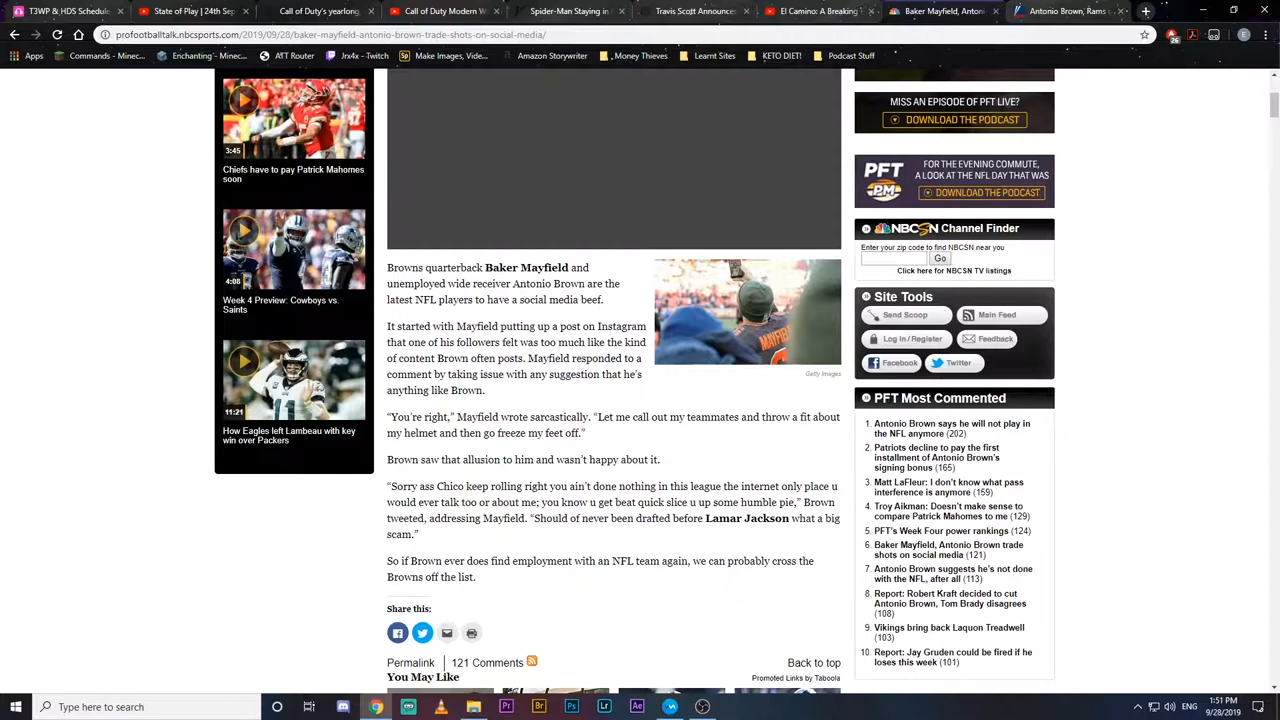 T3WP & HDS Schedule
State of Play | 24th Sep
Call of Duty's yearlong
Call of Duty Modern W
Spider-Man Staying in
Travis Scott Announces
El Camino: A Breaking
Antonio Brown, Rams
profootballtalk.nbcsports.com/2019/09/28/baker-mayfield-antonio-brown-trade-shots-on-social-media/
Apps
Commands - Minec...
Enchanting - Minec...
ATT Router
Jrx4x - Twitch
Make Images, Vide...
Amazon Storywriter
Money Thieves
Learnt Sites
KETO DIET!
Podcast Stuff
3:45
Chiefs have to pay Patrick Mahomes
soon
4:08
Week 4 Preview: Cowboys vs.
Saints
11:21
How Eagles left Lambeau with key
win over Packers
Browns quarterback Baker Mayfield and
unemployed wide receiver Antonio Brown are the
latest NFL players to have a social media beef.
It started with Mayfield putting up a post on Instagram
that one of his followers felt was too much like the kind
of content Brown often posts. Mayfield responded to a
comment by taking issue with any suggestion that he's
anything like Brown.
MAYFIELD
Getty Images
“You're right,” Mayfield wrote sarcastically. “Let me call out my teammates and throw a fit about
my helmet and then go freeze my feet off.”
Brown saw that allusion to him and wasn't happy about it.
“Sorry ass Chico keep rolling right you ain't done nothing in this league the internet only place u
would ever talk too or about me; you know u get beat quick slice u up some humble pie,” Brown
tweeted, addressing Mayfield. “Should of never been drafted before Lamar Jackson what a big
scam.”
So if Brown ever does find employment with an NFL team again, we can probably cross the
Browns off the list.
Share this:
Permalink
121 Comments
Back to top
You May Like
Promoted Links by Taboola
MISS AN EPISODE OF PFT LIVE?
DOWNLOAD THE PODCAST
PFT
PM
FOR THE EVENING COMMUTE,
A LOOK AT THE NFL DAY THAT WAS
DOWNLOAD THE PODCAST
NBCSN Channel Finder
Enter your zip code to find NBCSN near you
Go
Click here for NBCSN TV listings
Site Tools
Send Scoop
Main Feed
Log In/Register
Feedback
Facebook
Twitter
PFT Most Commented
1. Antonio Brown says he will not play in
the NFL anymore (202)
2. Patriots decline to pay the first
installment of Antonio Brown's
signing bonus (165)
3. Matt LaFleur: I don't know what pass
interference is anymore (159)
4. Troy Aikman: Doesn't make sense to
compare Patrick Mahomes to me (129)
5. PFT's Week Four power rankings (124)
6. Baker Mayfield, Antonio Brown trade
shots on social media (121)
7. Antonio Brown suggests he's not done
with the NFL, after all (113)
8. Report: Robert Kraft decided to cut
Antonio Brown, Tom Brady disagrees
(108)
9. Vikings bring back Laquon Treadwell
(103)
10. Report: Jay Gruden could be fired if he
loses this week (101)
Type here to search
Pr
Br
Ps
Lr
Ae
ENG
1:51 PM
9/28/2019